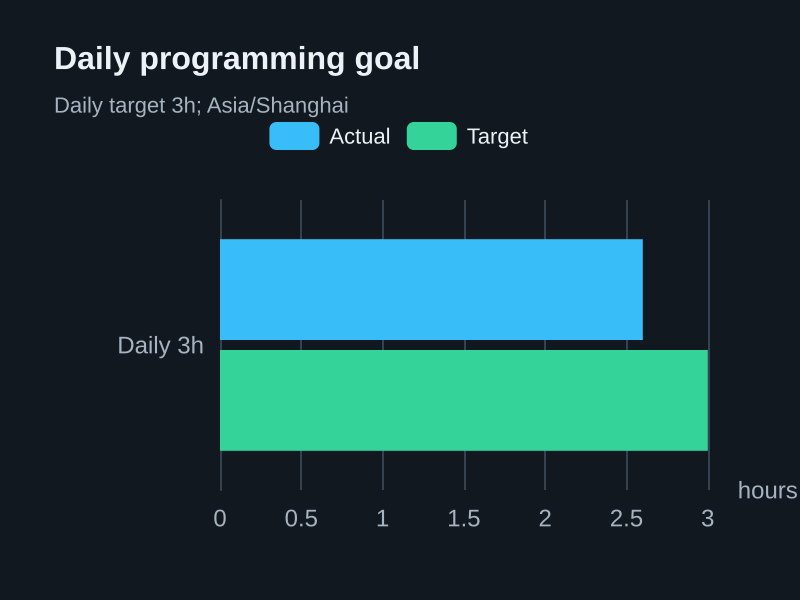 Daily programming goal
Daily target 3h; Asia/Shanghai
Actual Target
Daily 3h
hours
0 0.5 1 1.5 2 2.5 3